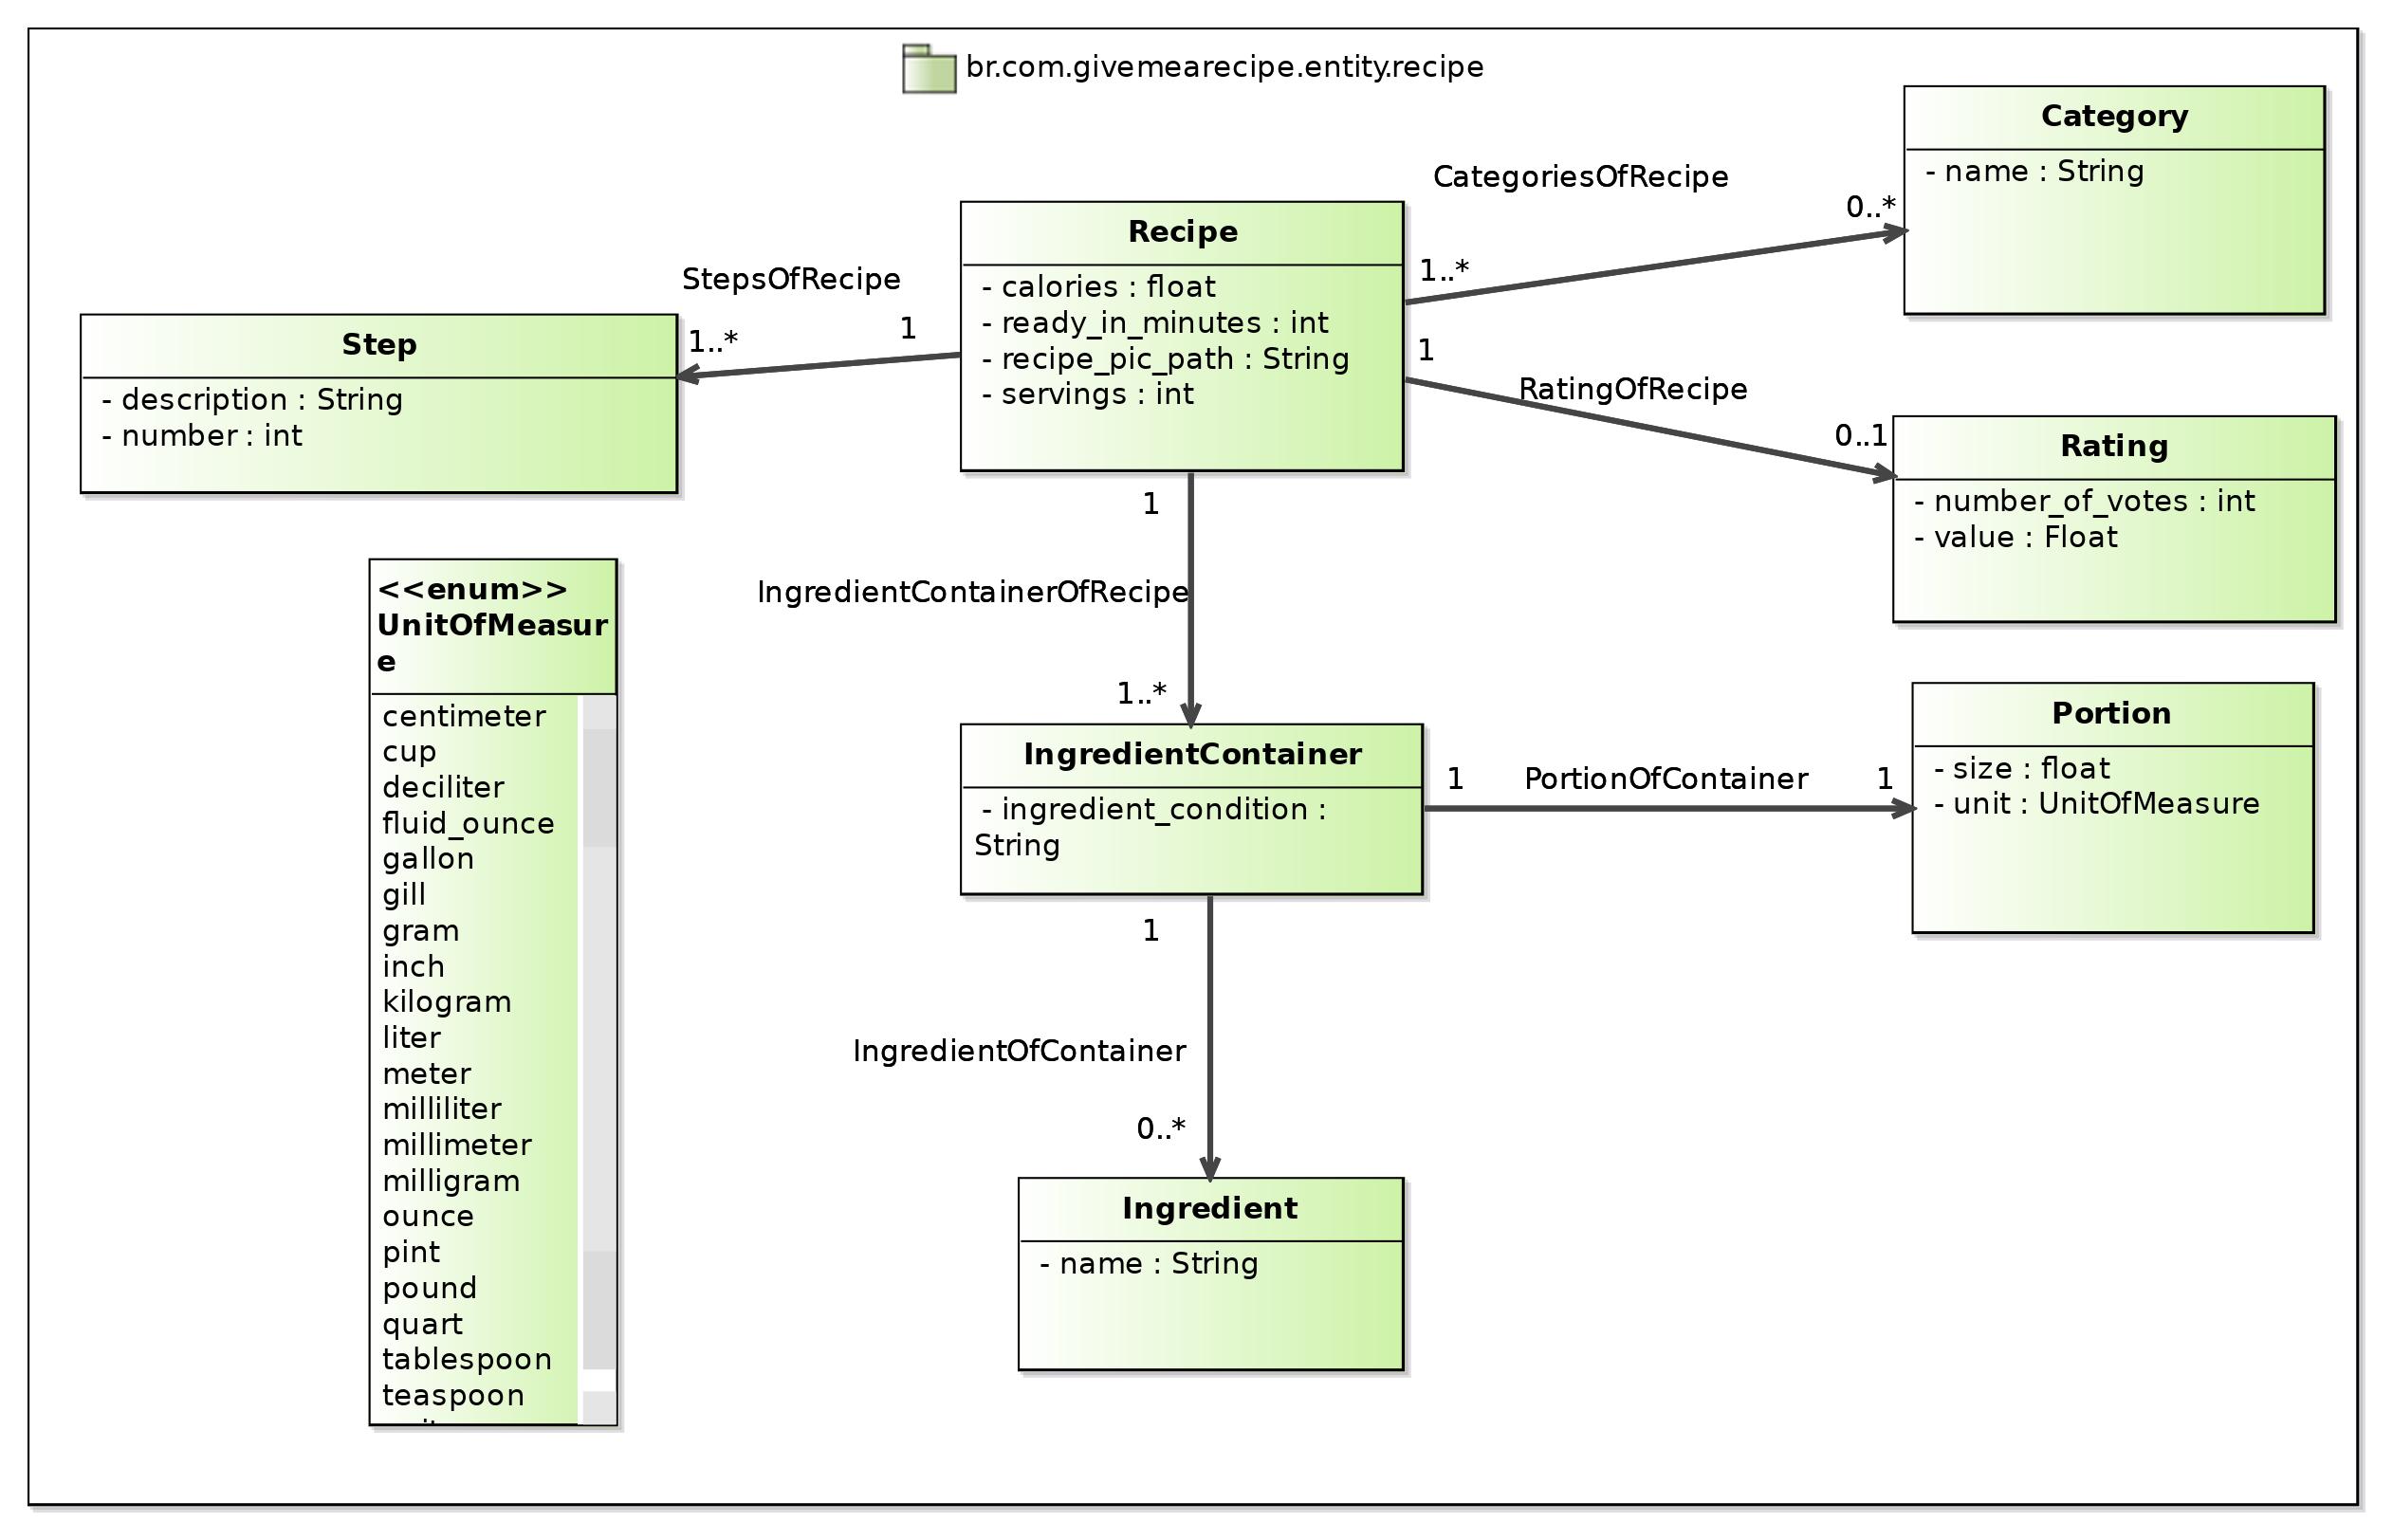 br.com.givemearecipe.entity.recipe
Category
- name : String
CategoriesOfRecipe
0..*
1..*
Recipe
- calories : float
- ready_in_minutes : int
- recipe_pic_path : String
- servings : int
StepsOfRecipe
1..*
1
Step
- description : String
- number : int
1
RatingOfRecipe
0..1
Rating
- number_of_votes : int
- value : Float
1
IngredientContainerOfRecipe
1..*
<<enum>>
UnitOfMeasur
e
centimeter
cup
deciliter
fluid_ounce
gallon
gill
gram
inch
kilogram
liter
meter
milliliter
millimeter
milligram
ounce
pint
pound
quart
tablespoon
teaspoon
IngredientContainer
- ingredient_condition :
String
1
PortionOfContainer
1
Portion
- size : float
- unit : UnitOfMeasure
1
IngredientOfContainer
0..*
Ingredient
- name : String